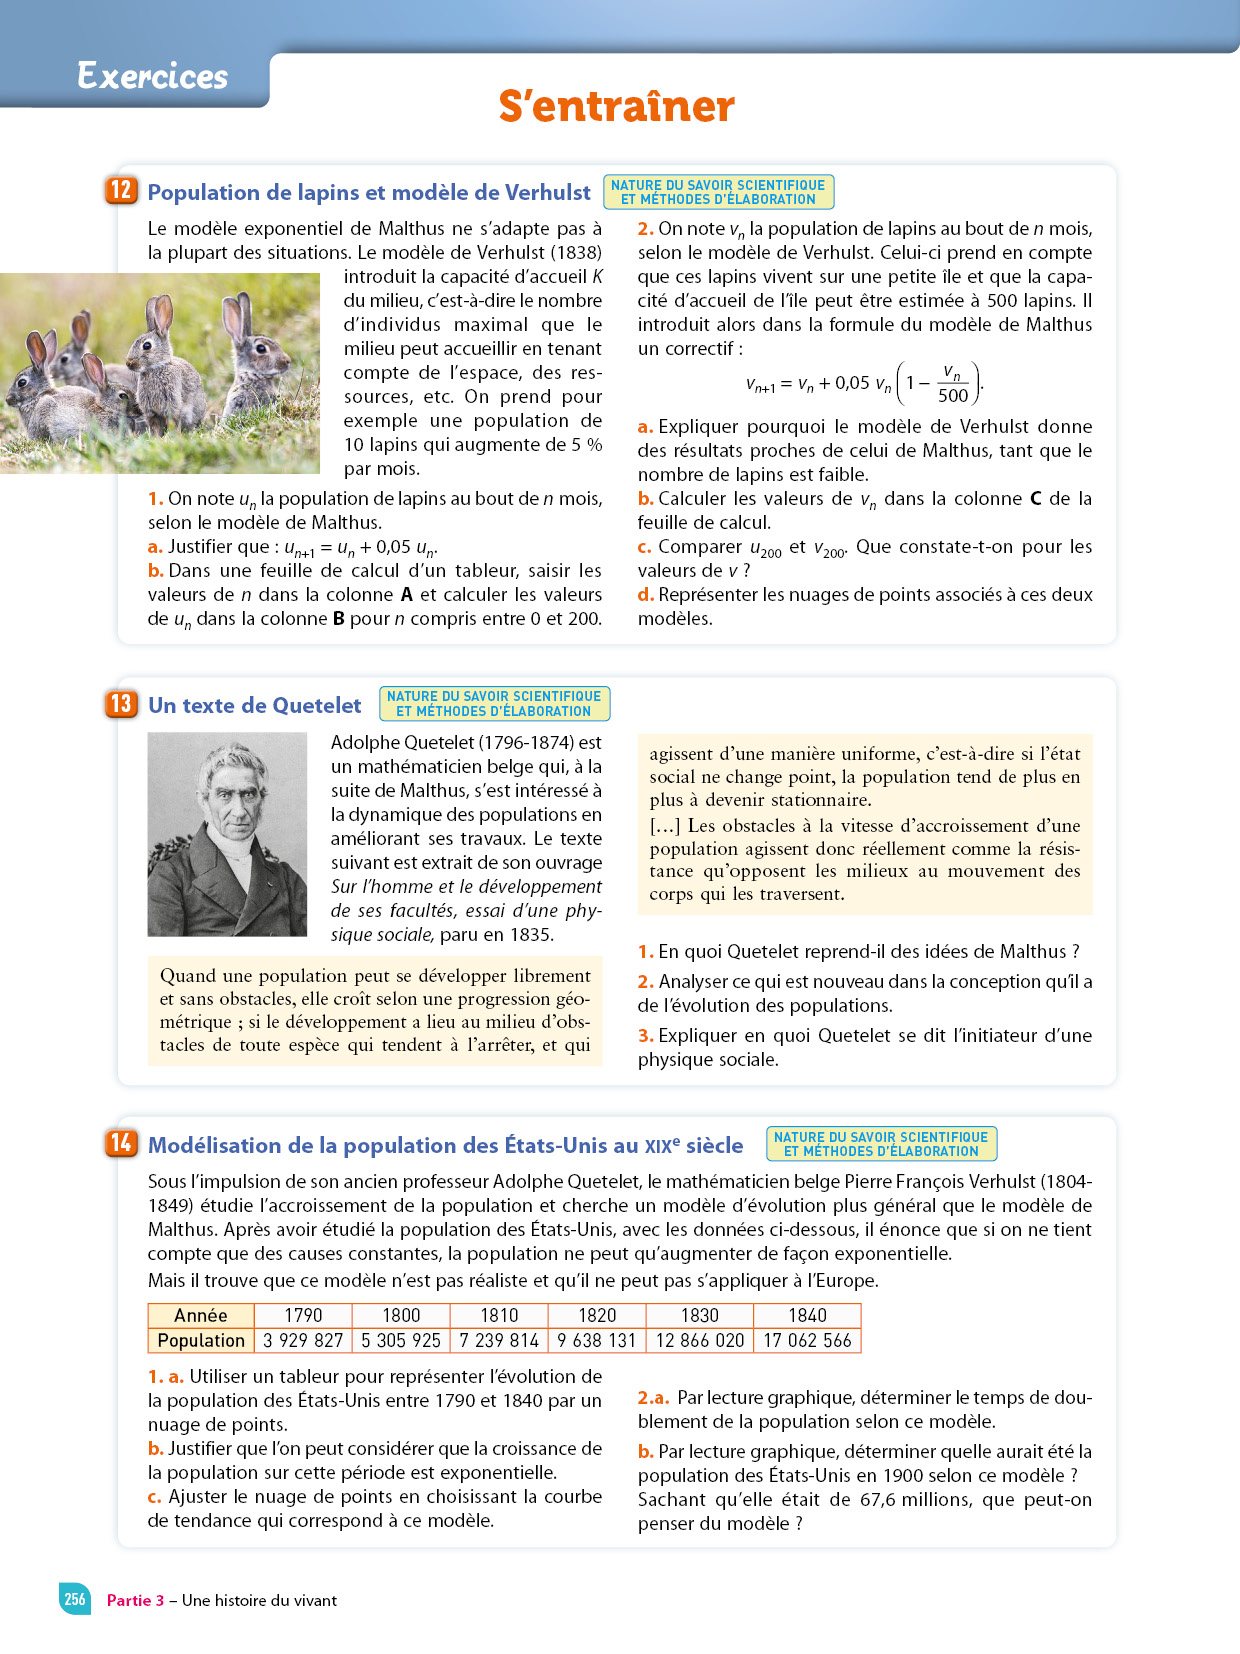 Exercices
S'entraîner
12 Population de lapins et modèle de Verhulst
NATURE DU SAVOIR SCIENTIFIQUE
ET MÉTHODES D'ÉLABORATION
Le modèle exponentiel de Malthus ne s'adapte pas à
la plupart des situations. Le modèle de Verhulst (1838)
introduit la capacité d'accueil K
du milieu, c'est-à-dire le nombre
d'individus maximal que le
milieu peut accueillir en tenant
compte de l'espace, des res-
sources, etc. On prend pour
exemple une population de
10 lapins qui augmente de 5 %
par mois.
1. On note uₙ la population de lapins au bout de n mois,
selon le modèle de Malthus.
a. Justifier que : uₙ₊₁ = uₙ + 0,05 uₙ.
b. Dans une feuille de calcul d'un tableur, saisir les
valeurs de n dans la colonne A et calculer les valeurs
de uₙ dans la colonne B pour n compris entre 0 et 200.
2. On note vₙ la population de lapins au bout de n mois,
selon le modèle de Verhulst. Celui-ci prend en compte
que ces lapins vivent sur une petite île et que la capa-
cité d'accueil de l'île peut être estimée à 500 lapins. Il
introduit alors dans la formule du modèle de Malthus
un correctif :
vₙ₊₁ = vₙ + 0,05 vₙ (1 − vₙ/500).
a. Expliquer pourquoi le modèle de Verhulst donne
des résultats proches de celui de Malthus, tant que le
nombre de lapins est faible.
b. Calculer les valeurs de vₙ dans la colonne C de la
feuille de calcul.
c. Comparer u₂₀₀ et v₂₀₀. Que constate-t-on pour les
valeurs de v ?
d. Représenter les nuages de points associés à ces deux
modèles.
13 Un texte de Quetelet
NATURE DU SAVOIR SCIENTIFIQUE
ET MÉTHODES D'ÉLABORATION
Adolphe Quetelet (1796-1874) est
un mathématicien belge qui, à la
suite de Malthus, s'est intéressé à
la dynamique des populations en
améliorant ses travaux. Le texte
suivant est extrait de son ouvrage
Sur l'homme et le développement
de ses facultés, essai d'une phy-
sique sociale, paru en 1835.
Quand une population peut se développer librement
et sans obstacles, elle croît selon une progression géo-
métrique ; si le développement a lieu au milieu d'obs-
tacles de toute espèce qui tendent à l'arrêter, et qui
agissent d'une manière uniforme, c'est-à-dire si l'état
social ne change point, la population tend de plus en
plus à devenir stationnaire.
[…] Les obstacles à la vitesse d'accroissement d'une
population agissent donc réellement comme la résis-
tance qu'opposent les milieux au mouvement des
corps qui les traversent.
1. En quoi Quetelet reprend-il des idées de Malthus ?
2. Analyser ce qui est nouveau dans la conception qu'il a
de l'évolution des populations.
3. Expliquer en quoi Quetelet se dit l'initiateur d'une
physique sociale.
14 Modélisation de la population des États-Unis au XIXe siècle
NATURE DU SAVOIR SCIENTIFIQUE
ET MÉTHODES D'ÉLABORATION
Sous l'impulsion de son ancien professeur Adolphe Quetelet, le mathématicien belge Pierre François Verhulst (1804-
1849) étudie l'accroissement de la population et cherche un modèle d'évolution plus général que le modèle de
Malthus. Après avoir étudié la population des États-Unis, avec les données ci-dessous, il énonce que si on ne tient
compte que des causes constantes, la population ne peut qu'augmenter de façon exponentielle.
Mais il trouve que ce modèle n'est pas réaliste et qu'il ne peut pas s'appliquer à l'Europe.
Année 1790 1800 1810 1820 1830 1840
Population 3 929 827 5 305 925 7 239 814 9 638 131 12 866 020 17 062 566
1. a. Utiliser un tableur pour représenter l'évolution de
la population des États-Unis entre 1790 et 1840 par un
nuage de points.
b. Justifier que l'on peut considérer que la croissance de
la population sur cette période est exponentielle.
c. Ajuster le nuage de points en choisissant la courbe
de tendance qui correspond à ce modèle.
2.a. Par lecture graphique, déterminer le temps de dou-
blement de la population selon ce modèle.
b. Par lecture graphique, déterminer quelle aurait été la
population des États-Unis en 1900 selon ce modèle ?
Sachant qu'elle était de 67,6 millions, que peut-on
penser du modèle ?
256 Partie 3 – Une histoire du vivant